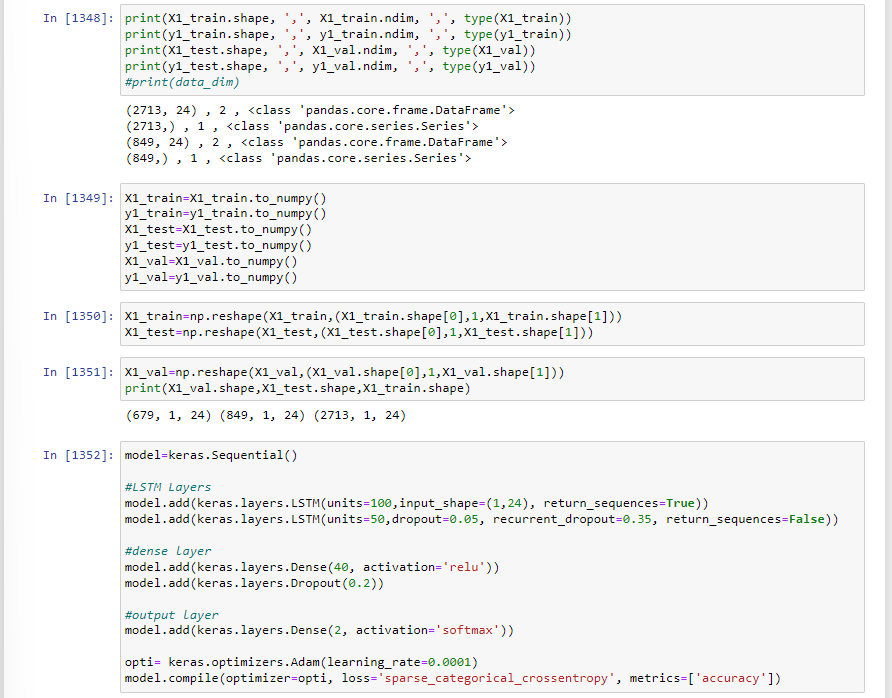 In [1348]: print(X1_train.shape, ',', X1_train.ndim, ',', type(X1_train))
print(y1_train.shape, ',', y1_train.ndim, ',', type(y1_train))
print(X1_test.shape, ',', X1_val.ndim, ',', type(X1_val))
print(y1_test.shape, ',', y1_val.ndim, ',', type(y1_val))
#print(data_dim)
(2713, 24) , 2 , <class 'pandas.core.frame.DataFrame'>
(2713,) , 1 , <class 'pandas.core.series.Series'>
(849, 24) , 2 , <class 'pandas.core.frame.DataFrame'>
(849,) , 1 , <class 'pandas.core.series.Series'>
In [1349]: X1_train=X1_train.to_numpy()
y1_train=y1_train.to_numpy()
X1_test=X1_test.to_numpy()
y1_test=y1_test.to_numpy()
X1_val=X1_val.to_numpy()
y1_val=y1_val.to_numpy()
In [1350]: X1_train=np.reshape(X1_train,(X1_train.shape[0],1,X1_train.shape[1]))
X1_test=np.reshape(X1_test,(X1_test.shape[0],1,X1_test.shape[1]))
In [1351]: X1_val=np.reshape(X1_val,(X1_val.shape[0],1,X1_val.shape[1]))
print(X1_val.shape,X1_test.shape,X1_train.shape)
(679, 1, 24) (849, 1, 24) (2713, 1, 24)
In [1352]: model=keras.Sequential()
#LSTM Layers
model.add(keras.layers.LSTM(units=100,input_shape=(1,24), return_sequences=True))
model.add(keras.layers.LSTM(units=50,dropout=0.05, recurrent_dropout=0.35, return_sequences=False))
#dense layer
model.add(keras.layers.Dense(40, activation='relu'))
model.add(keras.layers.Dropout(0.2))
#output layer
model.add(keras.layers.Dense(2, activation='softmax'))
opti= keras.optimizers.Adam(learning_rate=0.0001)
model.compile(optimizer=opti, loss='sparse_categorical_crossentropy', metrics=['accuracy'])